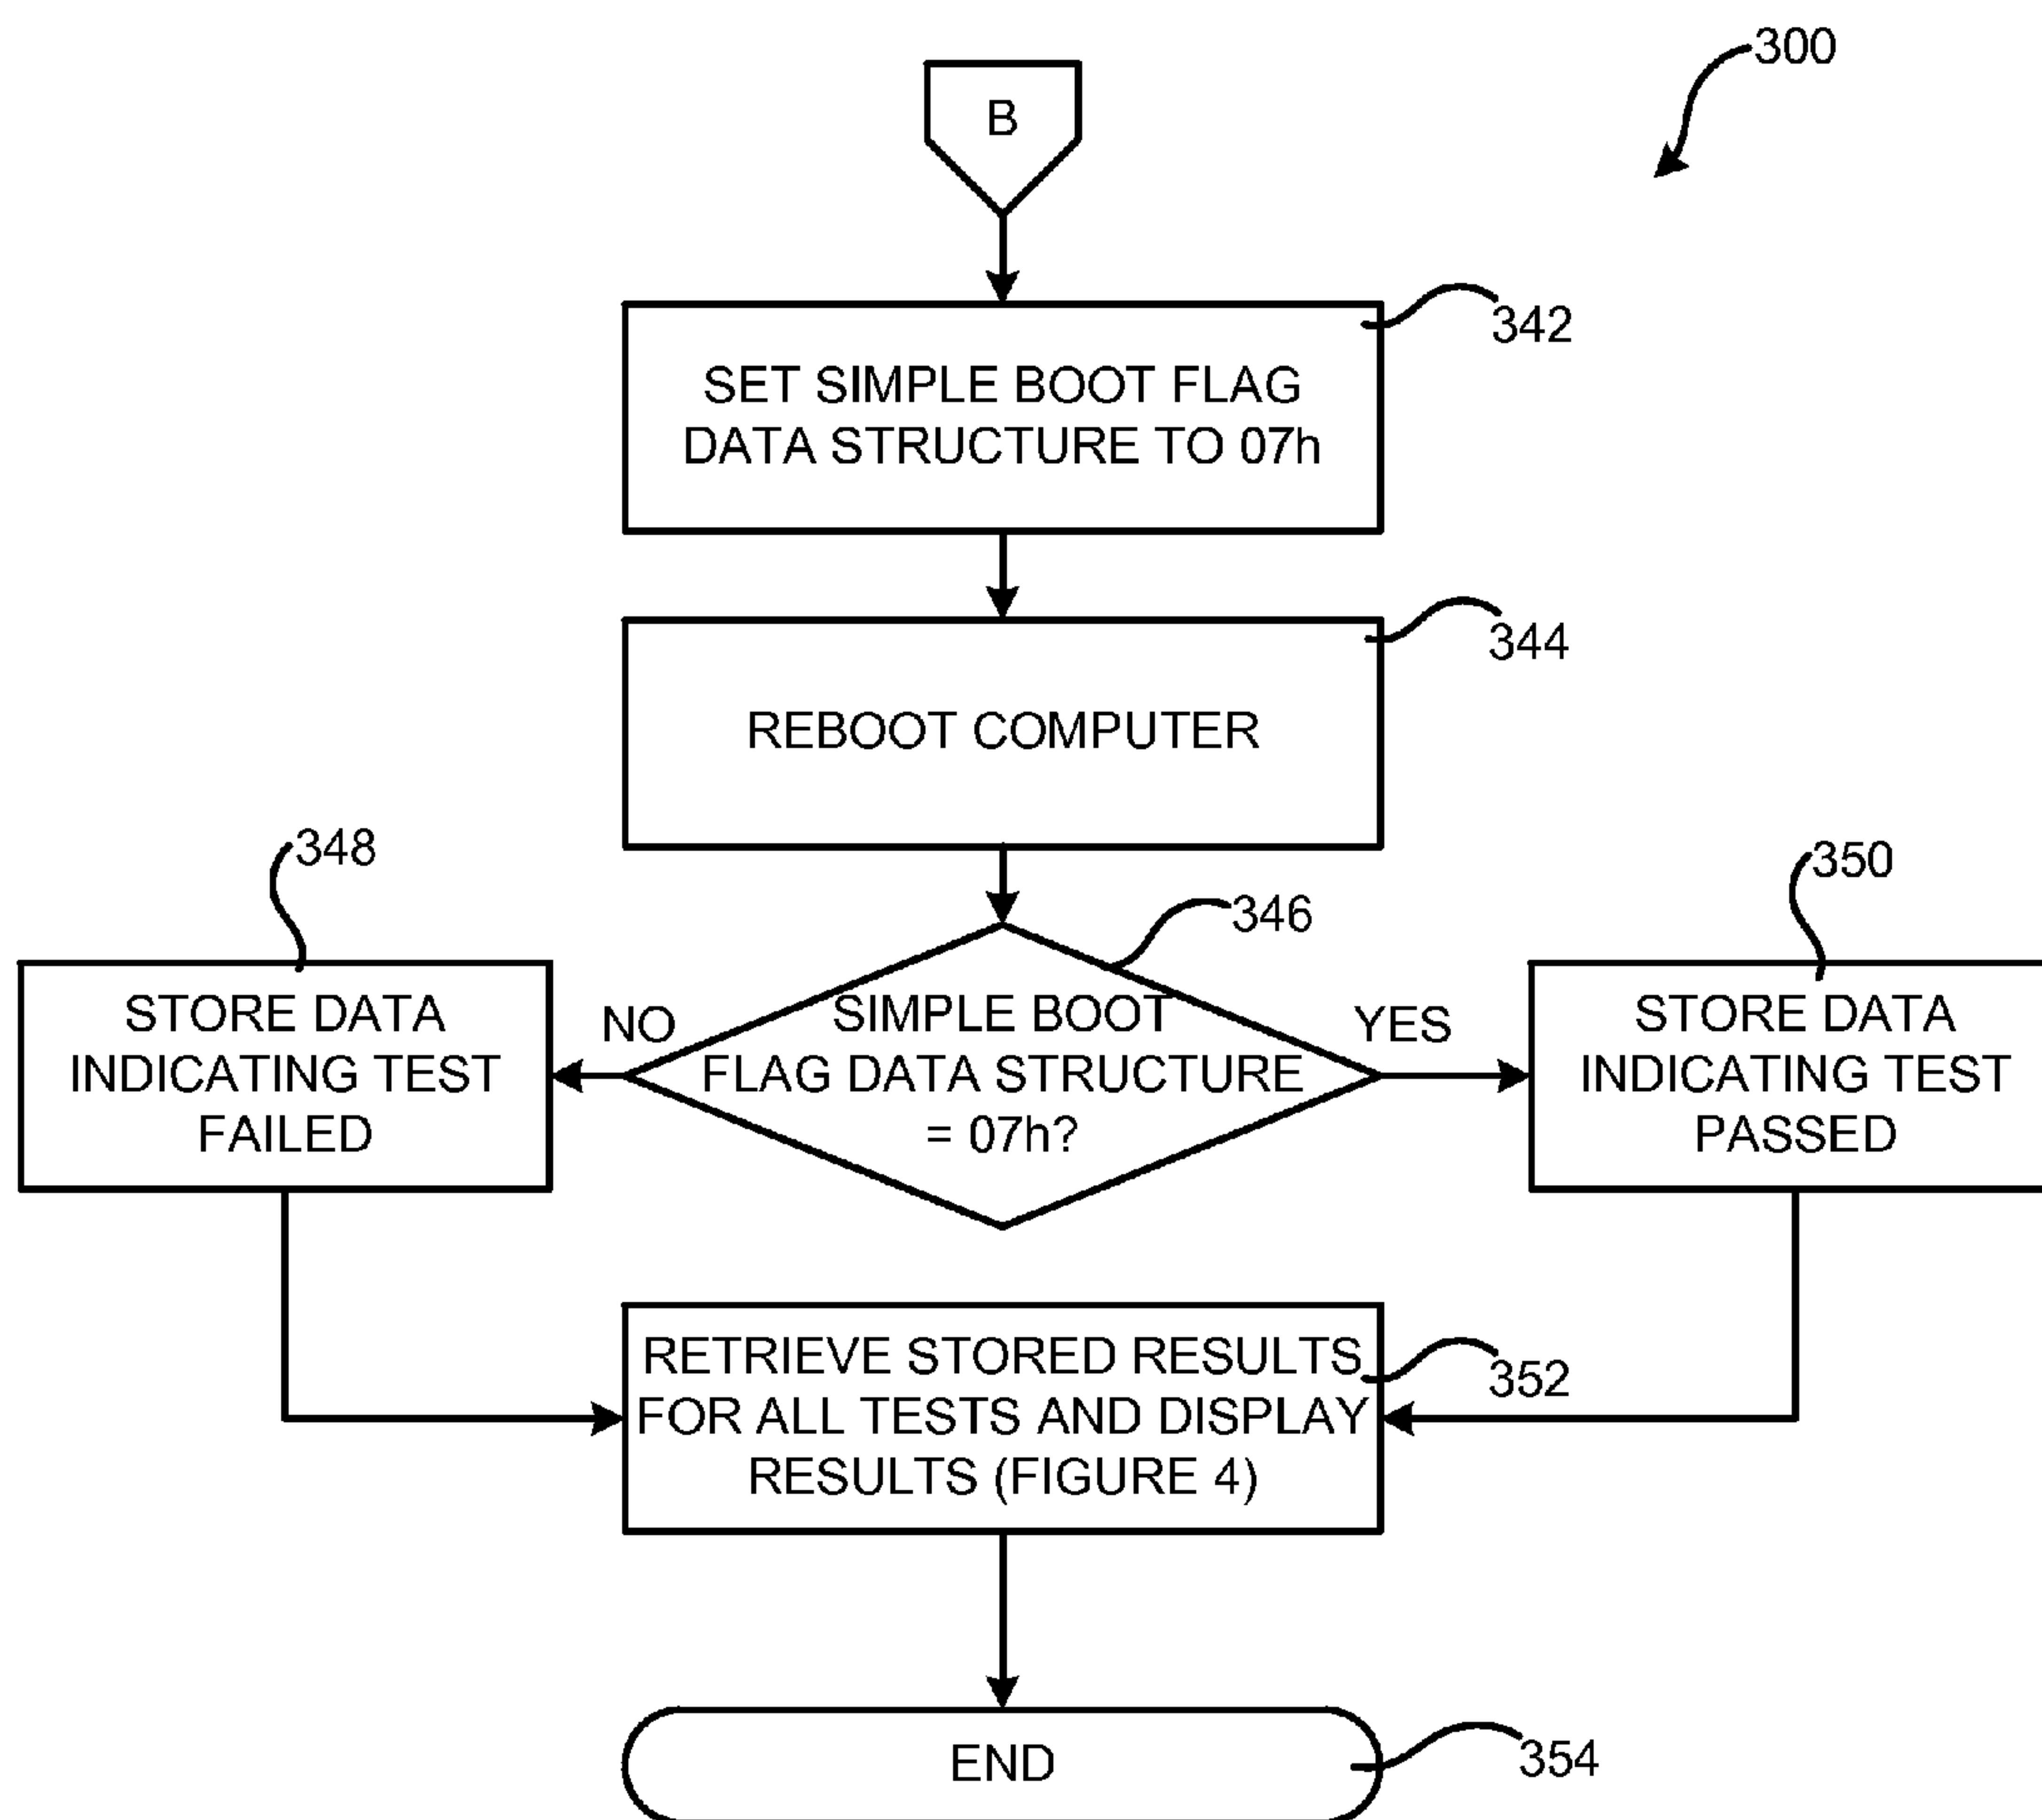 300
B
342
SET SIMPLE BOOT FLAG
DATA STRUCTURE TO 07h
344
REBOOT COMPUTER
348
350
346
STORE DATA
INDICATING TEST
FAILED
NO
SIMPLE BOOT
FLAG DATA STRUCTURE
= 07h?
YES
STORE DATA
INDICATING TEST
PASSED
RETRIEVE STORED RESULTS
FOR ALL TESTS AND DISPLAY
RESULTS (FIGURE 4)
352
END
354